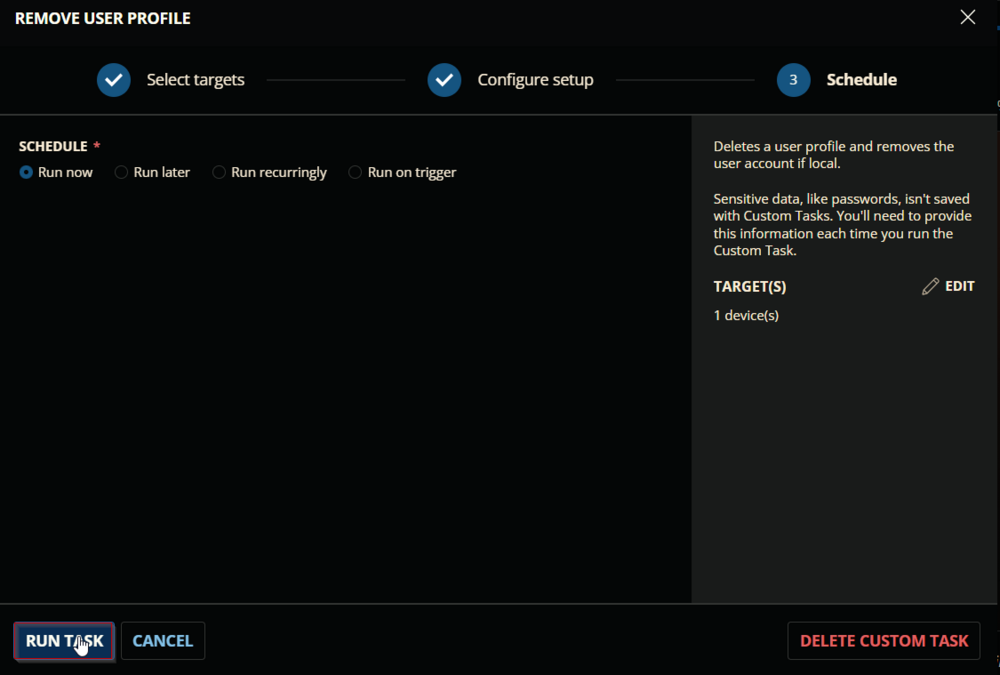 REMOVE USER PROFILE
Select targets
Configure setup
3 Schedule
SCHEDULE *
Run now Run later Run recurringly Run on trigger
Deletes a user profile and removes the
user account if local.
Sensitive data, like passwords, isn't saved
with Custom Tasks. You'll need to provide
this information each time you run the
Custom Task.
TARGET(S) EDIT
1 device(s)
RUN TASK CANCEL DELETE CUSTOM TASK